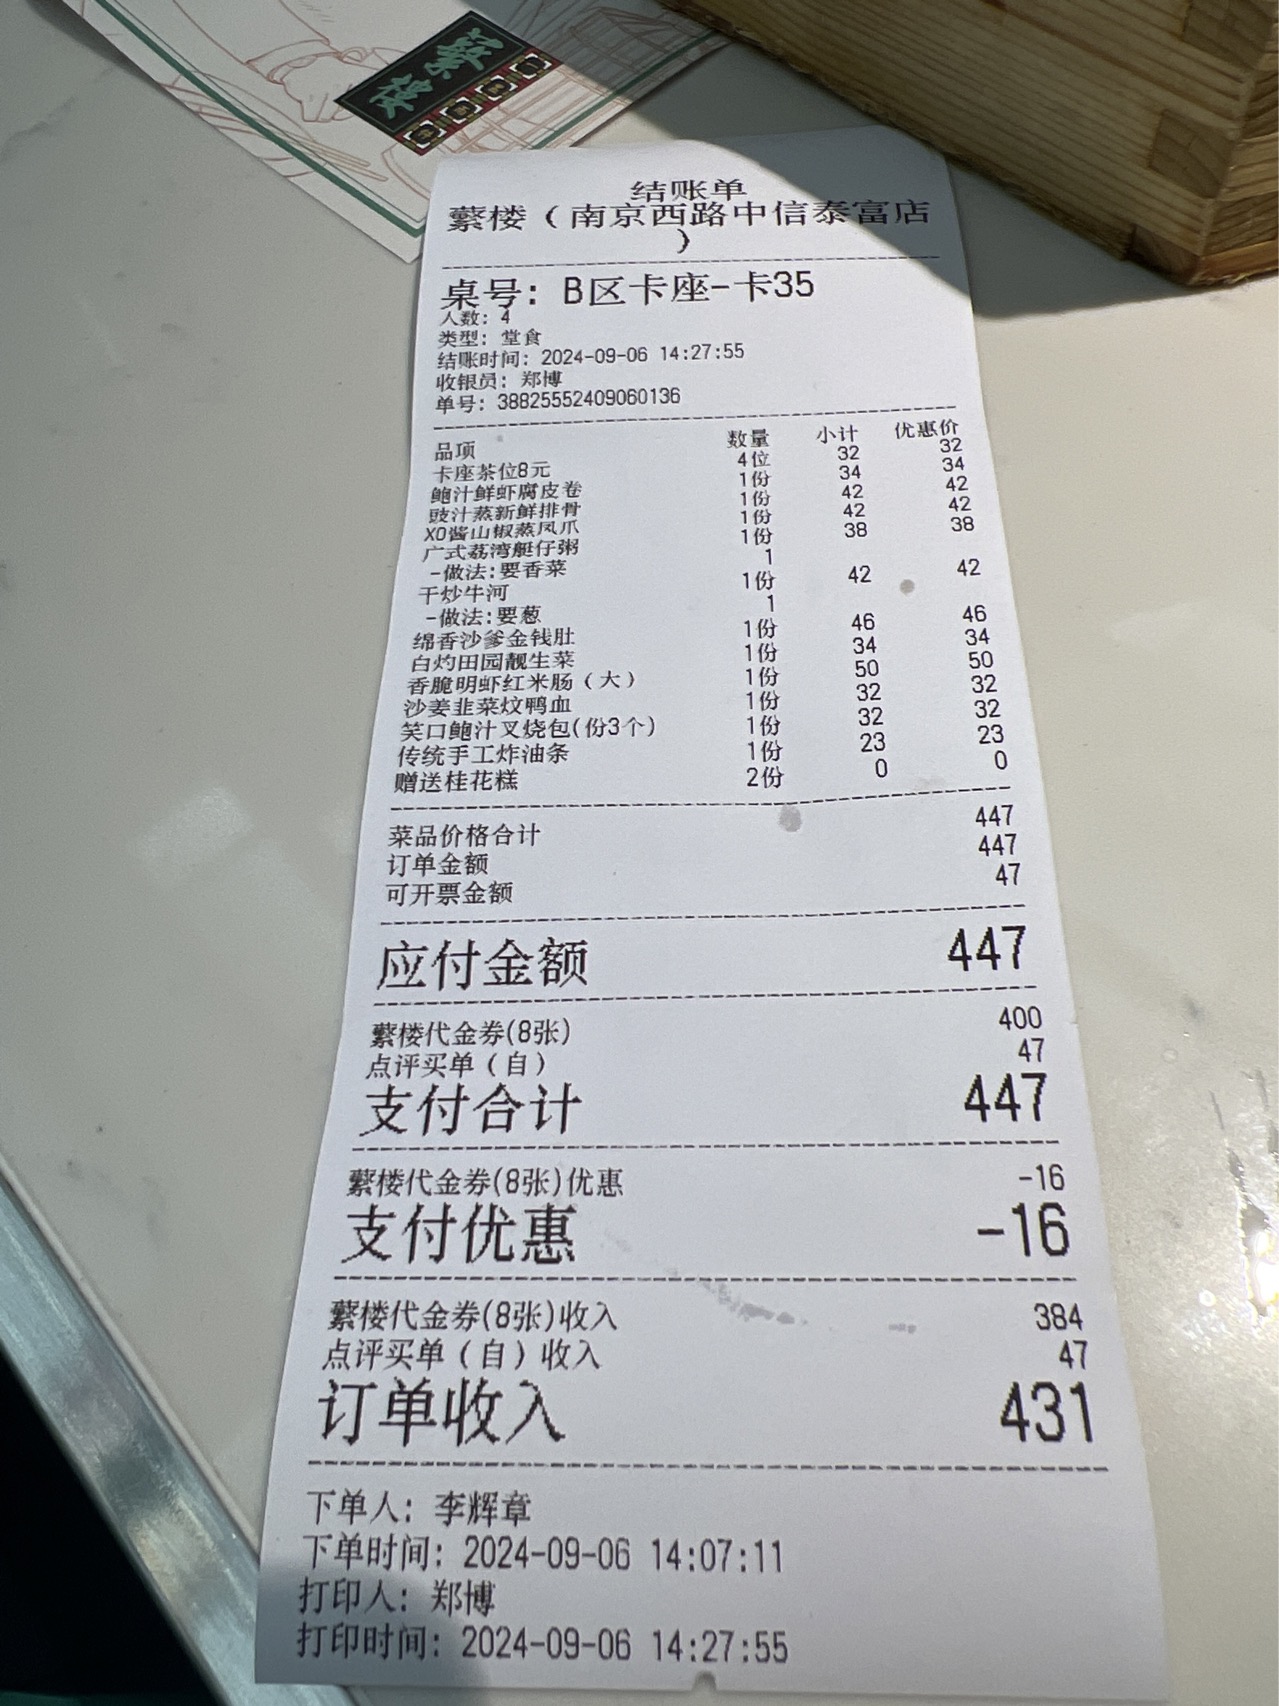 蘩楼
结账单
蘩楼（南京西路中信泰富店
）
桌号: B区卡座-卡35
人数: 4
类型: 堂食
结账时间: 2024-09-06 14:27:55
收银员: 郑博
单号: 38825552409060136
品项 数量 小计 优惠价
卡座茶位8元 4位 32 32
鲍汁鲜虾腐皮卷 1份 34 34
豉汁蒸新鲜排骨 1份 42 42
XO酱山椒蒸凤爪 1份 42 42
广式荔湾艇仔粥 1份 38 38
-做法:要香菜 1
干炒牛河 1份 42 42
-做法:要葱 1
绵香沙爹金钱肚 1份 46 46
白灼田园靓生菜 1份 34 34
香脆明虾红米肠（大） 1份 50 50
沙姜韭菜炆鸭血 1份 32 32
笑口鲍汁叉烧包(份3个) 1份 32 32
传统手工炸油条 1份 23 23
赠送桂花糕 2份 0 0
菜品价格合计 447
订单金额 447
可开票金额 47
应付金额 447
蘩楼代金券(8张) 400
点评买单（自） 47
支付合计 447
蘩楼代金券(8张)优惠 -16
支付优惠 -16
蘩楼代金券(8张)收入 384
点评买单（自）收入 47
订单收入 431
下单人: 李辉章
下单时间: 2024-09-06 14:07:11
打印人: 郑博
打印时间: 2024-09-06 14:27:55